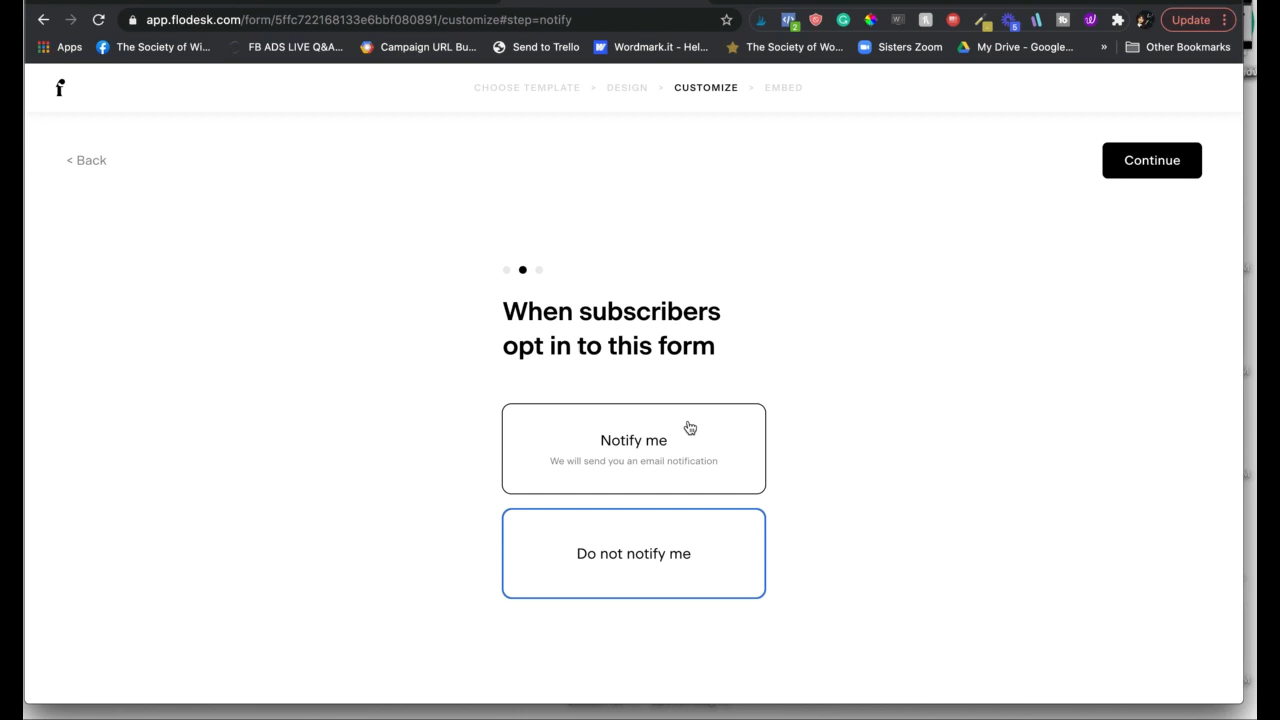 app.flodesk.com/form/5ffc722168133e6bbf080891/customize#step=notify
2
5
Update
Apps
The Society of Wi...
FB ADS LIVE Q&A...
Campaign URL Bu...
Send to Trello
Wordmark.it - Hel...
The Society of Wo...
Sisters Zoom
My Drive - Google...
»
Other Bookmarks
f
CHOOSE TEMPLATE > DESIGN > CUSTOMIZE > EMBED
< Back
Continue
When subscribers
opt in to this form
Notify me
We will send you an email notification
Do not notify me